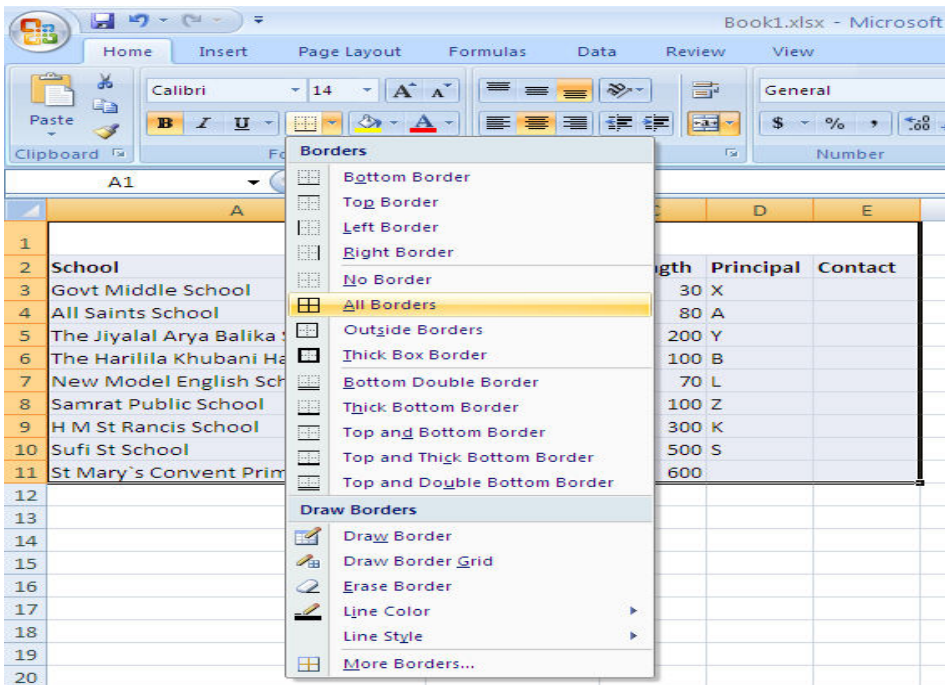 Book1.xlsx - Microsoft
Home Insert Page Layout Formulas Data Review View
Paste
Calibri 14 A A General
B I U A $ % , .00
Clipboard Number
Borders
A1
Bottom Border
Top Border
Left Border
Right Border
No Border
All Borders
Outside Borders
Thick Box Border
Bottom Double Border
Thick Bottom Border
Top and Bottom Border
Top and Thick Bottom Border
Top and Double Bottom Border
Draw Borders
Draw Border
Draw Border Grid
Erase Border
Line Color
Line Style
More Borders...
A D E
1
2 School gth Principal Contact
3 Govt Middle School 30 X
4 All Saints School 80 A
5 The Jiyalal Arya Balika 200 Y
6 The Harilila Khubani Ha 100 B
7 New Model English Sch 70 L
8 Samrat Public School 100 Z
9 H M St Rancis School 300 K
10 Sufi St School 500 S
11 St Mary`s Convent Prim 600
12
13
14
15
16
17
18
19
20